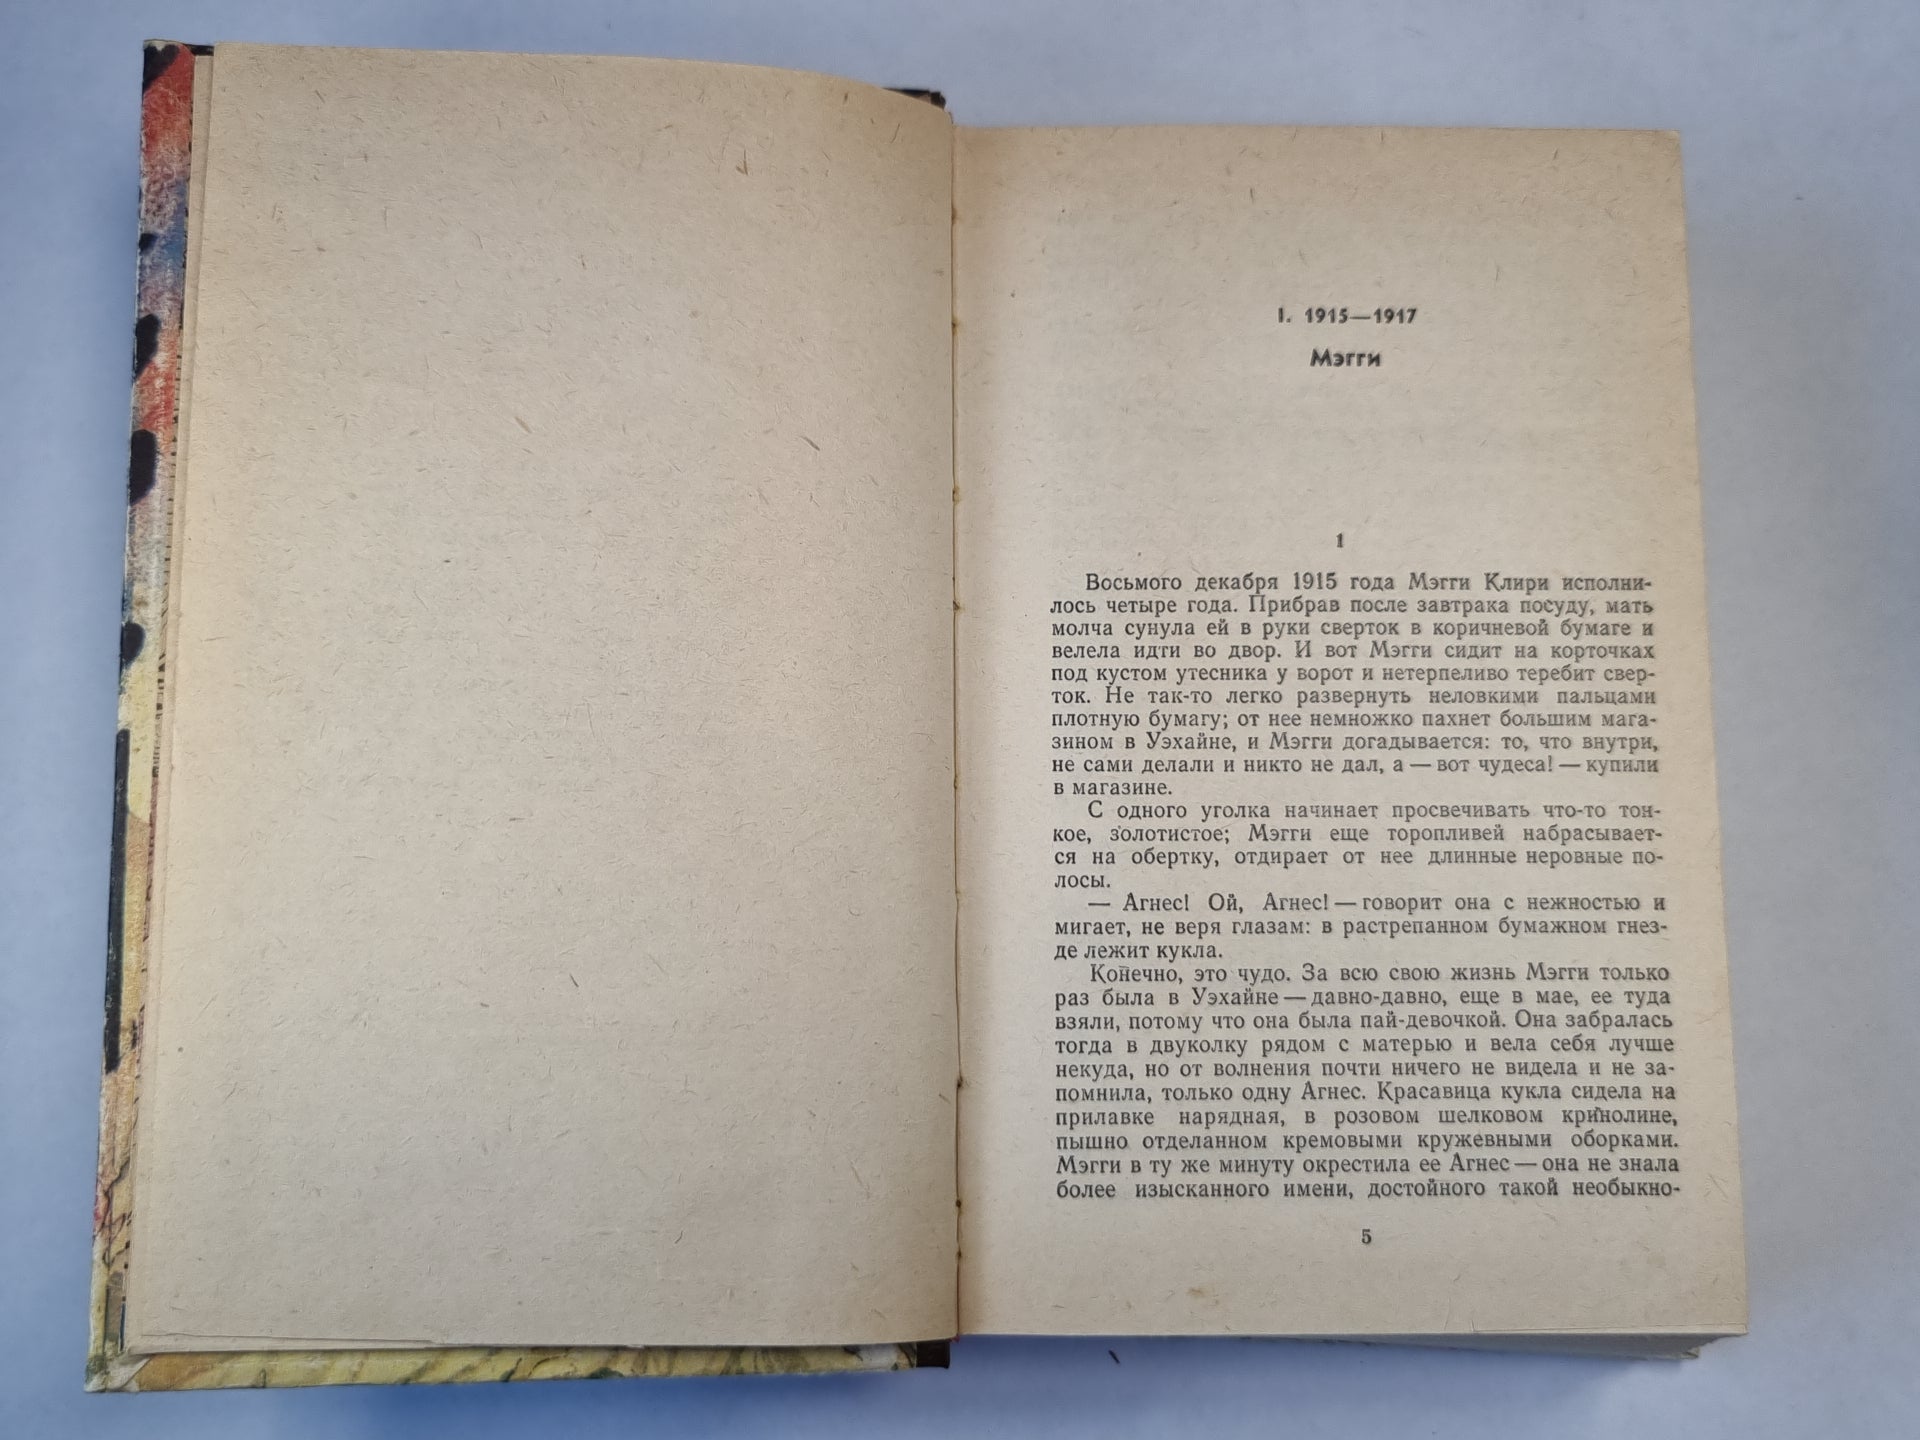 I. 1915—1917
Мэгги
1
Восьмого декабря 1915 года Мэгги Клири исполни-
лось четыре года. Прибрав после завтрака посуду, мать
молча сунула ей в руки сверток в коричневой бумаге и
велела идти во двор. И вот Мэгги сидит на корточках
под кустом утесника у ворот и нетерпеливо теребит свер-
ток. Не так-то легко развернуть неловкими пальцами
плотную бумагу; от нее немножко пахнет большим мага-
зином в Уэхайне, и Мэгги догадывается: то, что внутри,
не сами делали и никто не дал, а — вот чудеса! — купили
в магазине.
С одного уголка начинает просвечивать что-то тон-
кое, золотистое; Мэгги еще торопливей набрасывает-
ся на обертку, отдирает от нее длинные неровные по-
лосы.
— Агнес! Ой, Агнес! — говорит она с нежностью и
мигает, не веря глазам: в растрепанном бумажном гнез-
де лежит кукла.
Конечно, это чудо. За всю свою жизнь Мэгги только
раз была в Уэхайне — давно-давно, еще в мае, ее туда
взяли, потому что она была пай-девочкой. Она забралась
тогда в двуколку рядом с матерью и вела себя лучше
некуда, но от волнения почти ничего не видела и не за-
помнила, только одну Агнес. Красавица кукла сидела на
прилавке нарядная, в розовом шелковом кринолине,
пышно отделанном кремовыми кружевными оборками.
Мэгги в ту же минуту окрестила ее Агнес — она не знала
более изысканного имени, достойного такой необыкно-
5